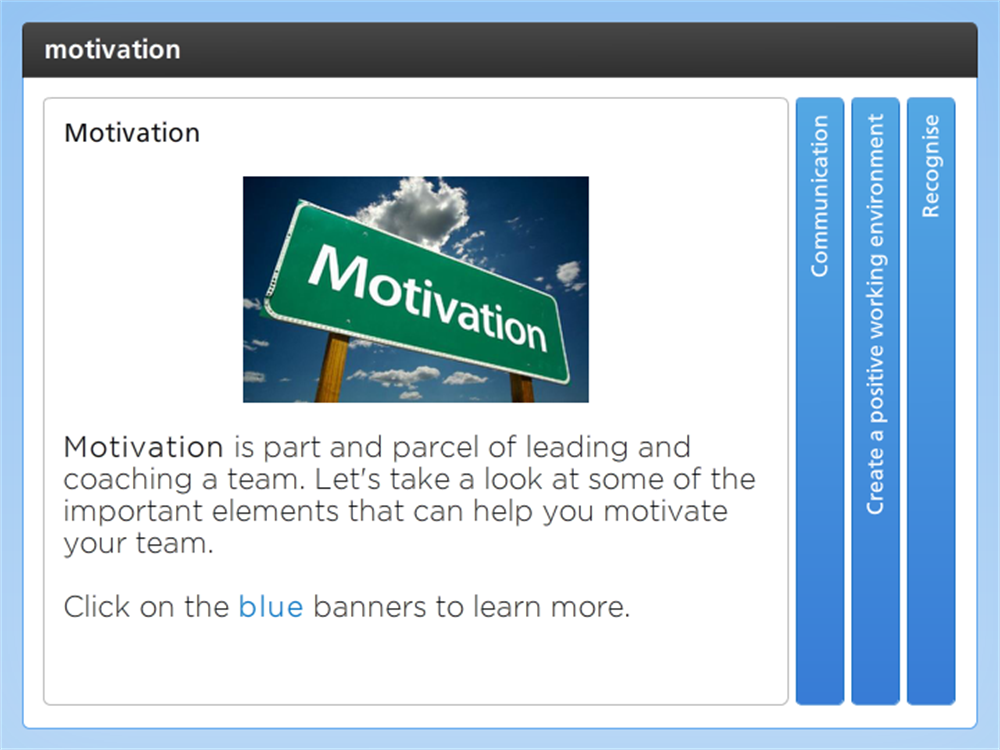 motivation
Motivation
Motivation
Motivation is part and parcel of leading and
coaching a team. Let's take a look at some of the
important elements that can help you motivate
your team.
Click on the blue banners to learn more.
Communication
Create a positive working environment
Recognise